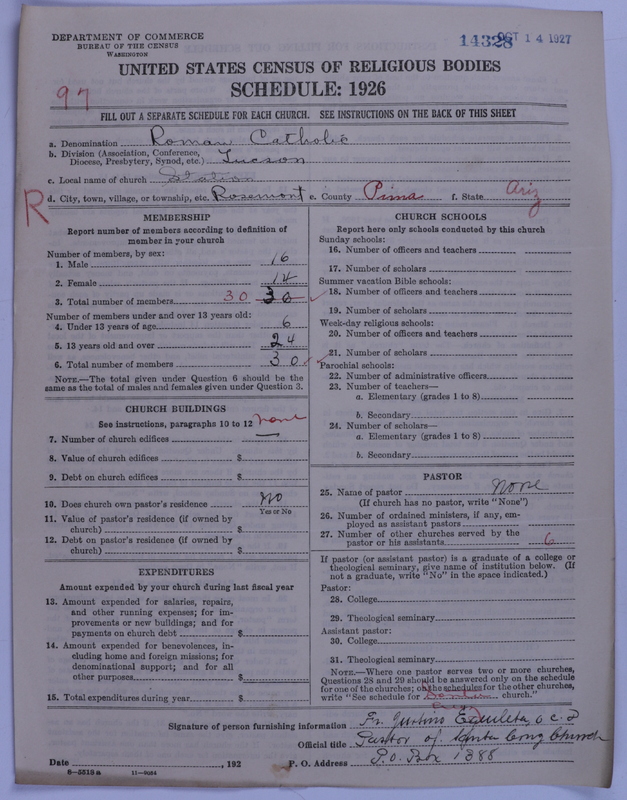 DEPARTMENT OF COMMERCE
BUREAU OF THE CENSUS
WASHINGTON
14328 OCT 14 1927
UNITED STATES CENSUS OF RELIGIOUS BODIES
SCHEDULE: 1926
97
FILL OUT A SEPARATE SCHEDULE FOR EACH CHURCH. SEE INSTRUCTIONS ON THE BACK OF THIS SHEET
a. Denomination Roman Catholic
b. Division (Association, Conference, Diocese, Presbytery, Synod, etc.) Tucson
c. Local name of church Station
R
d. City, town, village, or township, etc. Rosemont e. County Pima f. State Ariz
MEMBERSHIP
Report number of members according to definition of
member in your church
Number of members, by sex:
1. Male 16
2. Female 14
3. Total number of members 30 30
Number of members under and over 13 years old:
4. Under 13 years of age 6
5. 13 years old and over 24
6. Total number of members 30
NOTE.—The total given under Question 6 should be the
same as the total of males and females given under Question 3.
CHURCH BUILDINGS
See instructions, paragraphs 10 to 12 none
7. Number of church edifices —
8. Value of church edifices $
9. Debt on church edifices $
10. Does church own pastor's residence No
Yes or No
11. Value of pastor's residence (if owned by
church) $
12. Debt on pastor's residence (if owned by
church) $
EXPENDITURES
Amount expended by your church during last fiscal year
13. Amount expended for salaries, repairs,
and other running expenses; for im-
provements or new buildings; and for
payments on church debt $
14. Amount expended for benevolences, in-
cluding home and foreign missions; for
denominational support; and for all
other purposes $
15. Total expenditures during year $
CHURCH SCHOOLS
Report here only schools conducted by this church
Sunday schools:
16. Number of officers and teachers
17. Number of scholars
Summer vacation Bible schools:
18. Number of officers and teachers
19. Number of scholars
Week-day religious schools:
20. Number of officers and teachers
21. Number of scholars
Parochial schools:
22. Number of administrative officers
23. Number of teachers—
a. Elementary (grades 1 to 8)
b. Secondary
24. Number of scholars—
a. Elementary (grades 1 to 8)
b. Secondary
PASTOR
25. Name of pastor None
(If church has no pastor, write "None")
26. Number of ordained ministers, if any, em-
ployed as assistant pastors
27. Number of other churches served by the
pastor or his assistants 6
If pastor (or assistant pastor) is a graduate of a college or
theological seminary, give name of institution below. (If
not a graduate, write "No" in the space indicated.)
Pastor:
28. College
29. Theological seminary
Assistant pastor:
30. College
31. Theological seminary
NOTE.—Where one pastor serves two or more churches,
Questions 28 and 29 should be answered only on the schedule
for one of the churches; on the schedules for the other churches,
write "See schedule for church."
Signature of person furnishing information Fr. Justino O C D
Official title Pastor of Santa Cruz Church
Date , 192 P. O. Address P.O. Box 1388
8-5518 a 11-9054